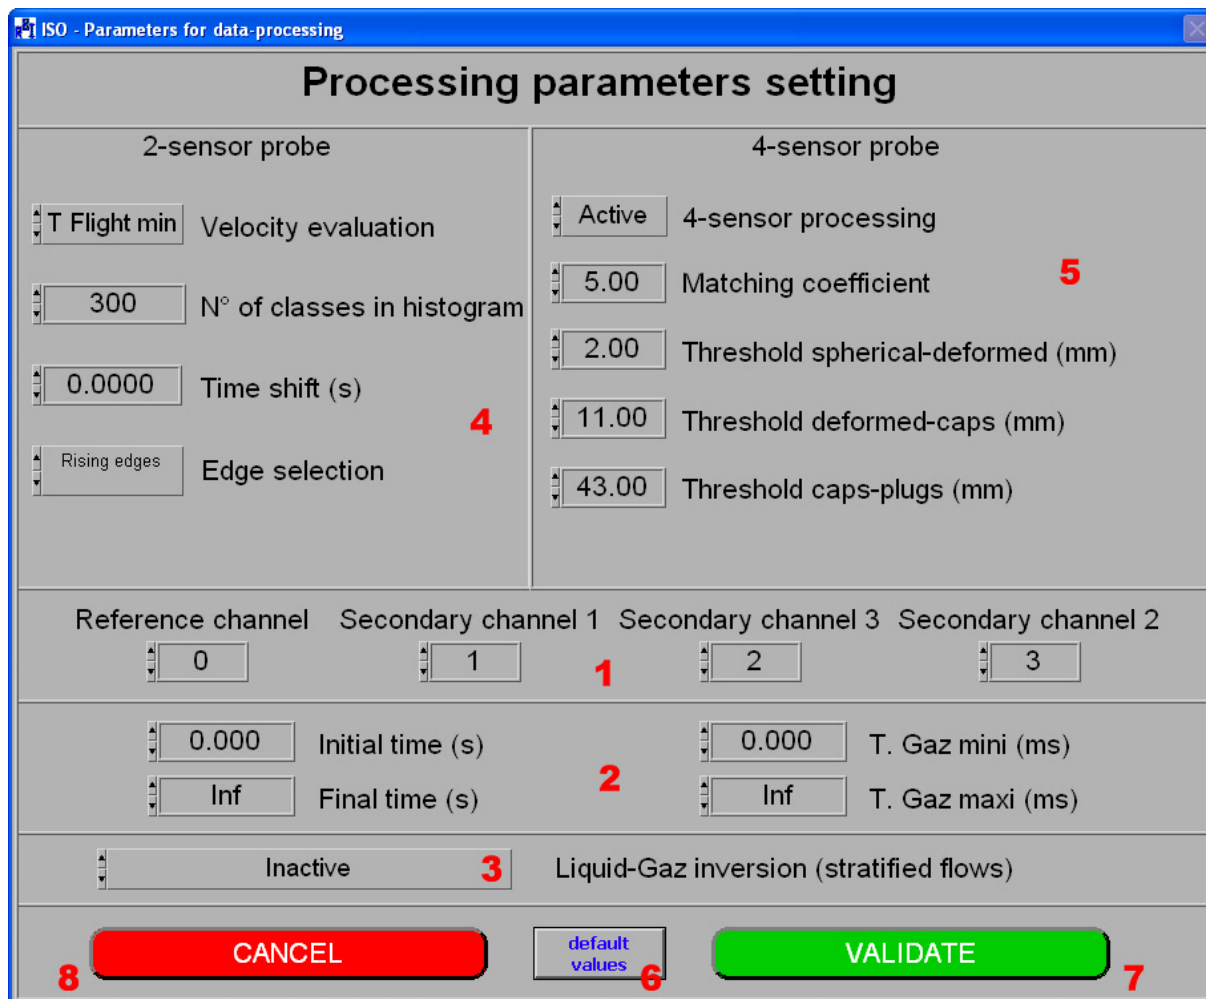 RBI ISO - Parameters for data-processing
Processing parameters setting
2-sensor probe
T Flight min Velocity evaluation
300 N° of classes in histogram
0.0000 Time shift (s)
4
Rising edges Edge selection
4-sensor probe
Active 4-sensor processing
5
5.00 Matching coefficient
2.00 Threshold spherical-deformed (mm)
11.00 Threshold deformed-caps (mm)
43.00 Threshold caps-plugs (mm)
Reference channel Secondary channel 1 Secondary channel 3 Secondary channel 2
0 1 2 3
1
0.000 Initial time (s) 0.000 T. Gaz mini (ms)
2
Inf Final time (s) Inf T. Gaz maxi (ms)
Inactive 3 Liquid-Gaz inversion (stratified flows)
CANCEL default values VALIDATE
8 6 7